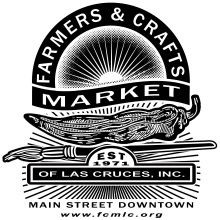 FARMERS & CRAFTS
MARKET
EST
1971
OF LAS CRUCES, INC.
MAIN STREET DOWNTOWN
www.fcmlc.org